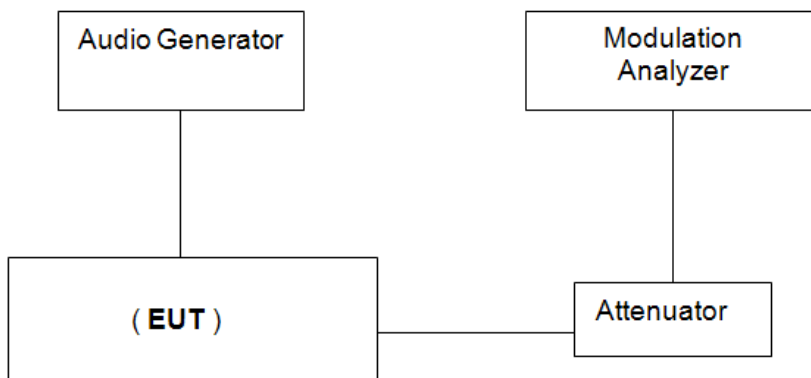 Audio Generator
Modulation
Analyzer
( EUT )
Attenuator